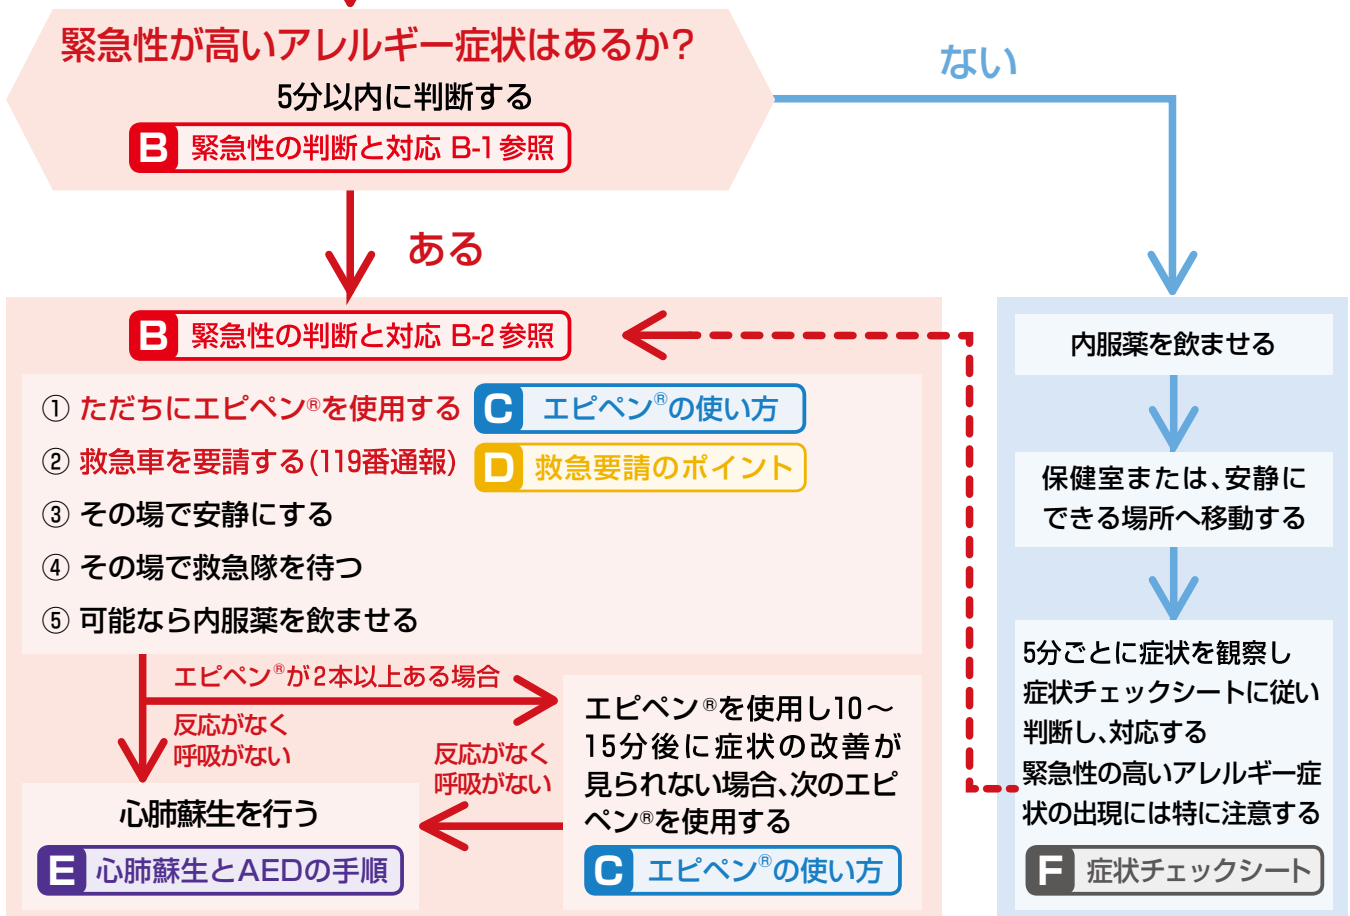 緊急性が高いアレルギー症状はあるか?
5分以内に判断する
B 緊急性の判断と対応 B-1参照
ない
ある
B 緊急性の判断と対応 B-2参照
① ただちにエピペン®を使用する C エピペン®の使い方
② 救急車を要請する(119番通報) D 救急要請のポイント
③ その場で安静にする
④ その場で救急隊を待つ
⑤ 可能なら内服薬を飲ませる
エピペン®が2本以上ある場合
反応がなく
呼吸がない
エピペン®を使用し10〜
15分後に症状の改善が
見られない場合、次のエピ
ペン®を使用する
C エピペン®の使い方
反応がなく
呼吸がない
心肺蘇生を行う
E 心肺蘇生とAEDの手順
内服薬を飲ませる
保健室または、安静に
できる場所へ移動する
5分ごとに症状を観察し
症状チェックシートに従い
判断し、対応する
緊急性の高いアレルギー症
状の出現には特に注意する
F 症状チェックシート